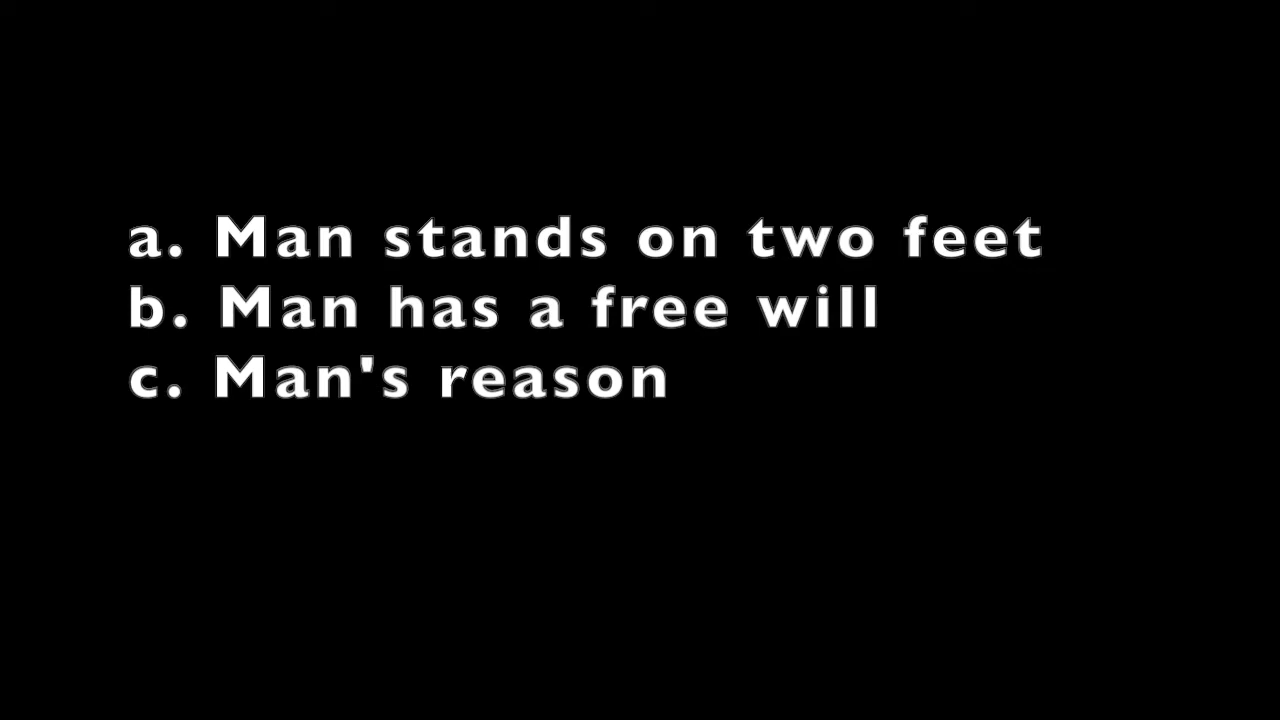 a. Man stands on two feet
b. Man has a free will
c. Man's reason